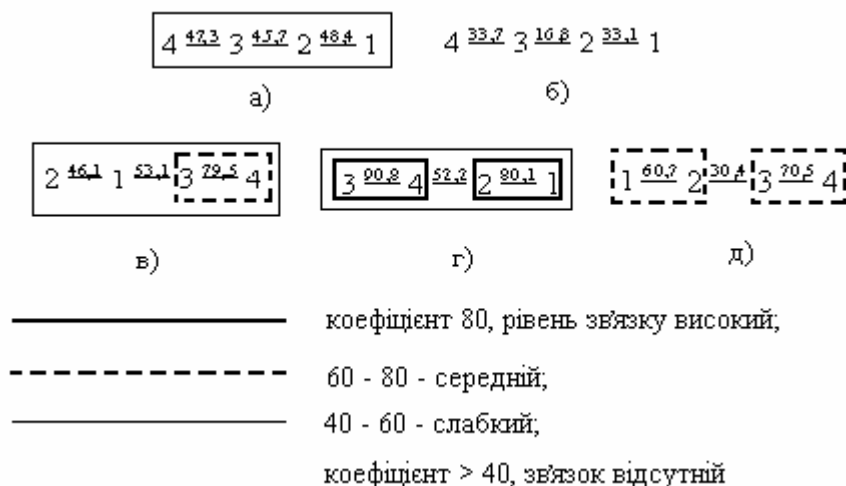 4 47,3 3 45,7 2 48,4 1
4 33,7 3 16,8 2 33,1 1
а)
б)
2 46,1 1 53,1 3 79,5 4
3 90,8 4 52,2 2 80,1 1
1 60,7 2 30,4 3 70,5 4
в)
г)
д)
коефіцієнт 80, рівень зв'язку високий;
60 - 80 - середній;
40 - 60 - слабкий;
коефіцієнт > 40, зв'язок відсутній